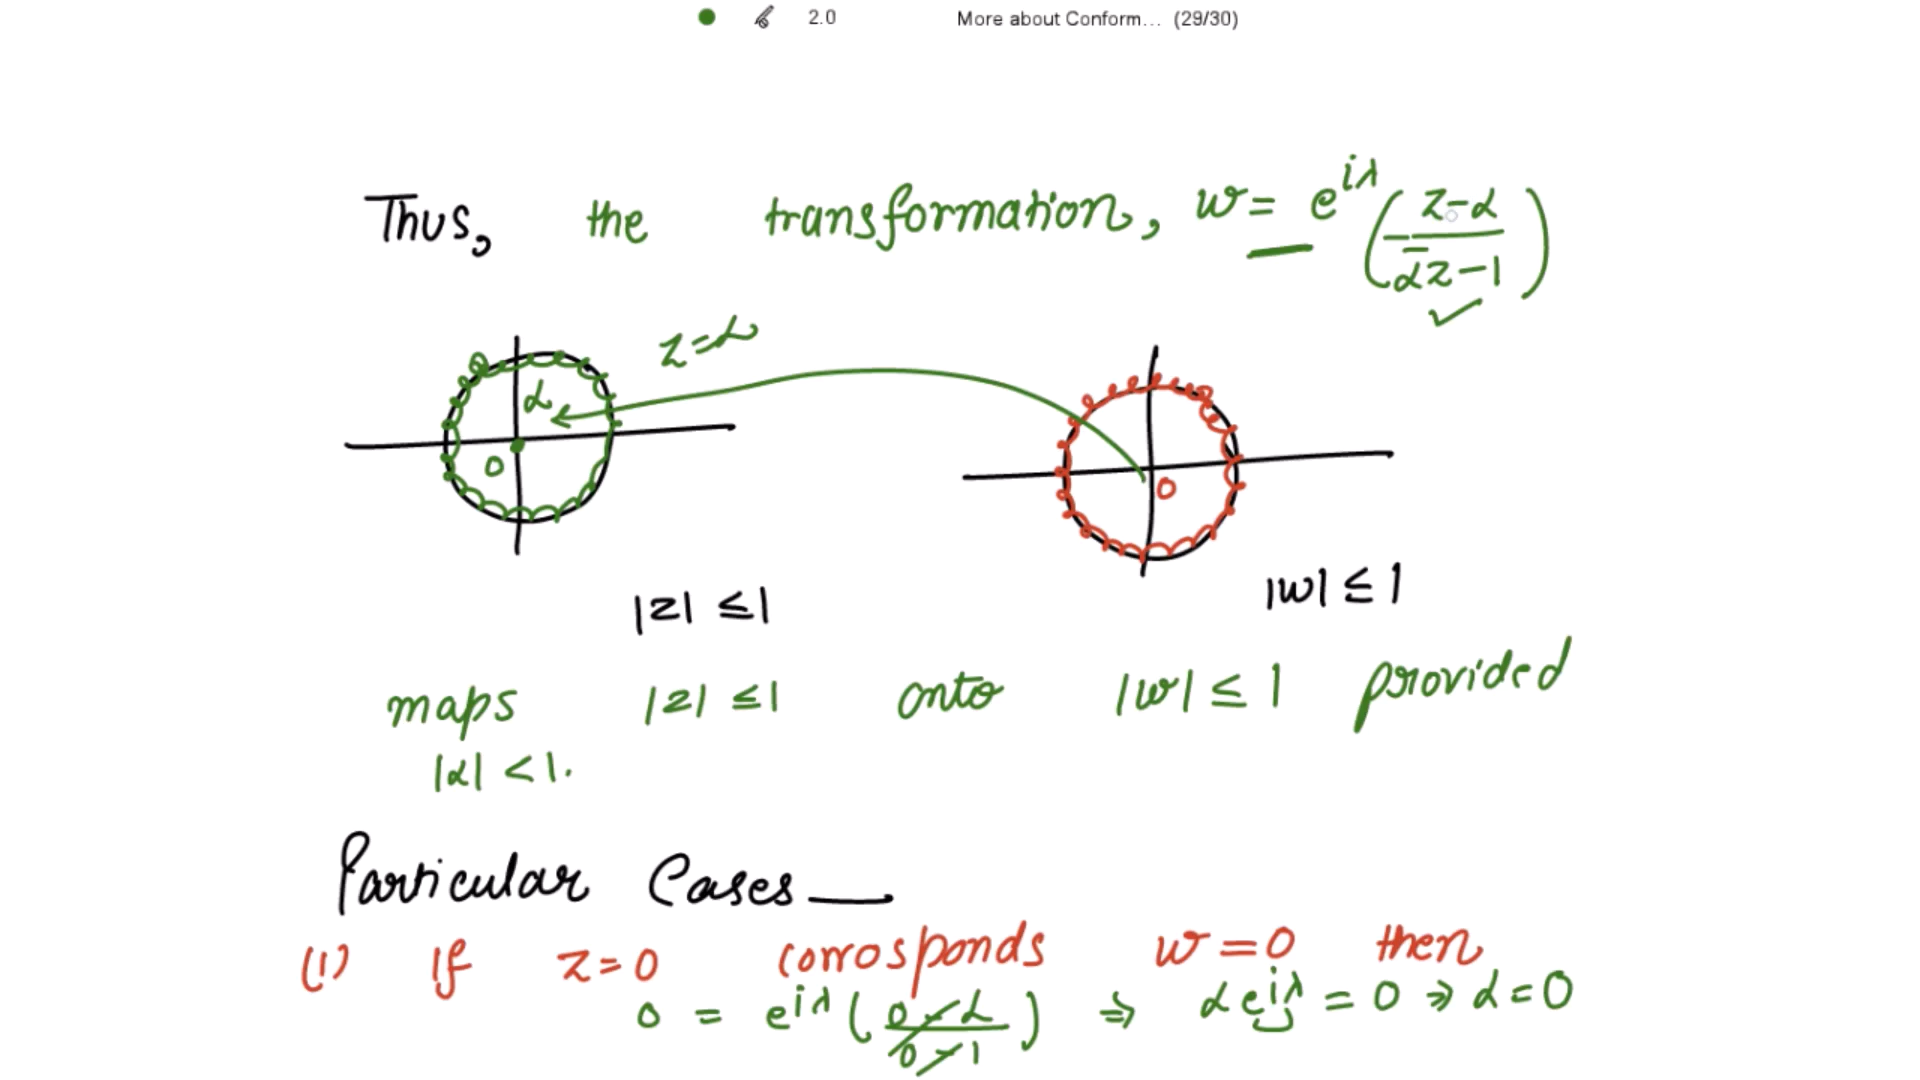 2.0 More about Conform... (29/30)
Thus, the transformation, w = e^{iλ} ( (z-α) / (ᾱz-1) )
z=α
α
0
0
|z| ≤ 1
|w| ≤ 1
maps |z| ≤ 1 onto |w| ≤ 1 provided
|α| < 1.
Particular Cases —
(1) If z=0 corrosponds w=0 then
0 = e^{iλ} ( (0-α) / (0-1) ) ⇒ αe^{iλ} = 0 ⇒ α=0